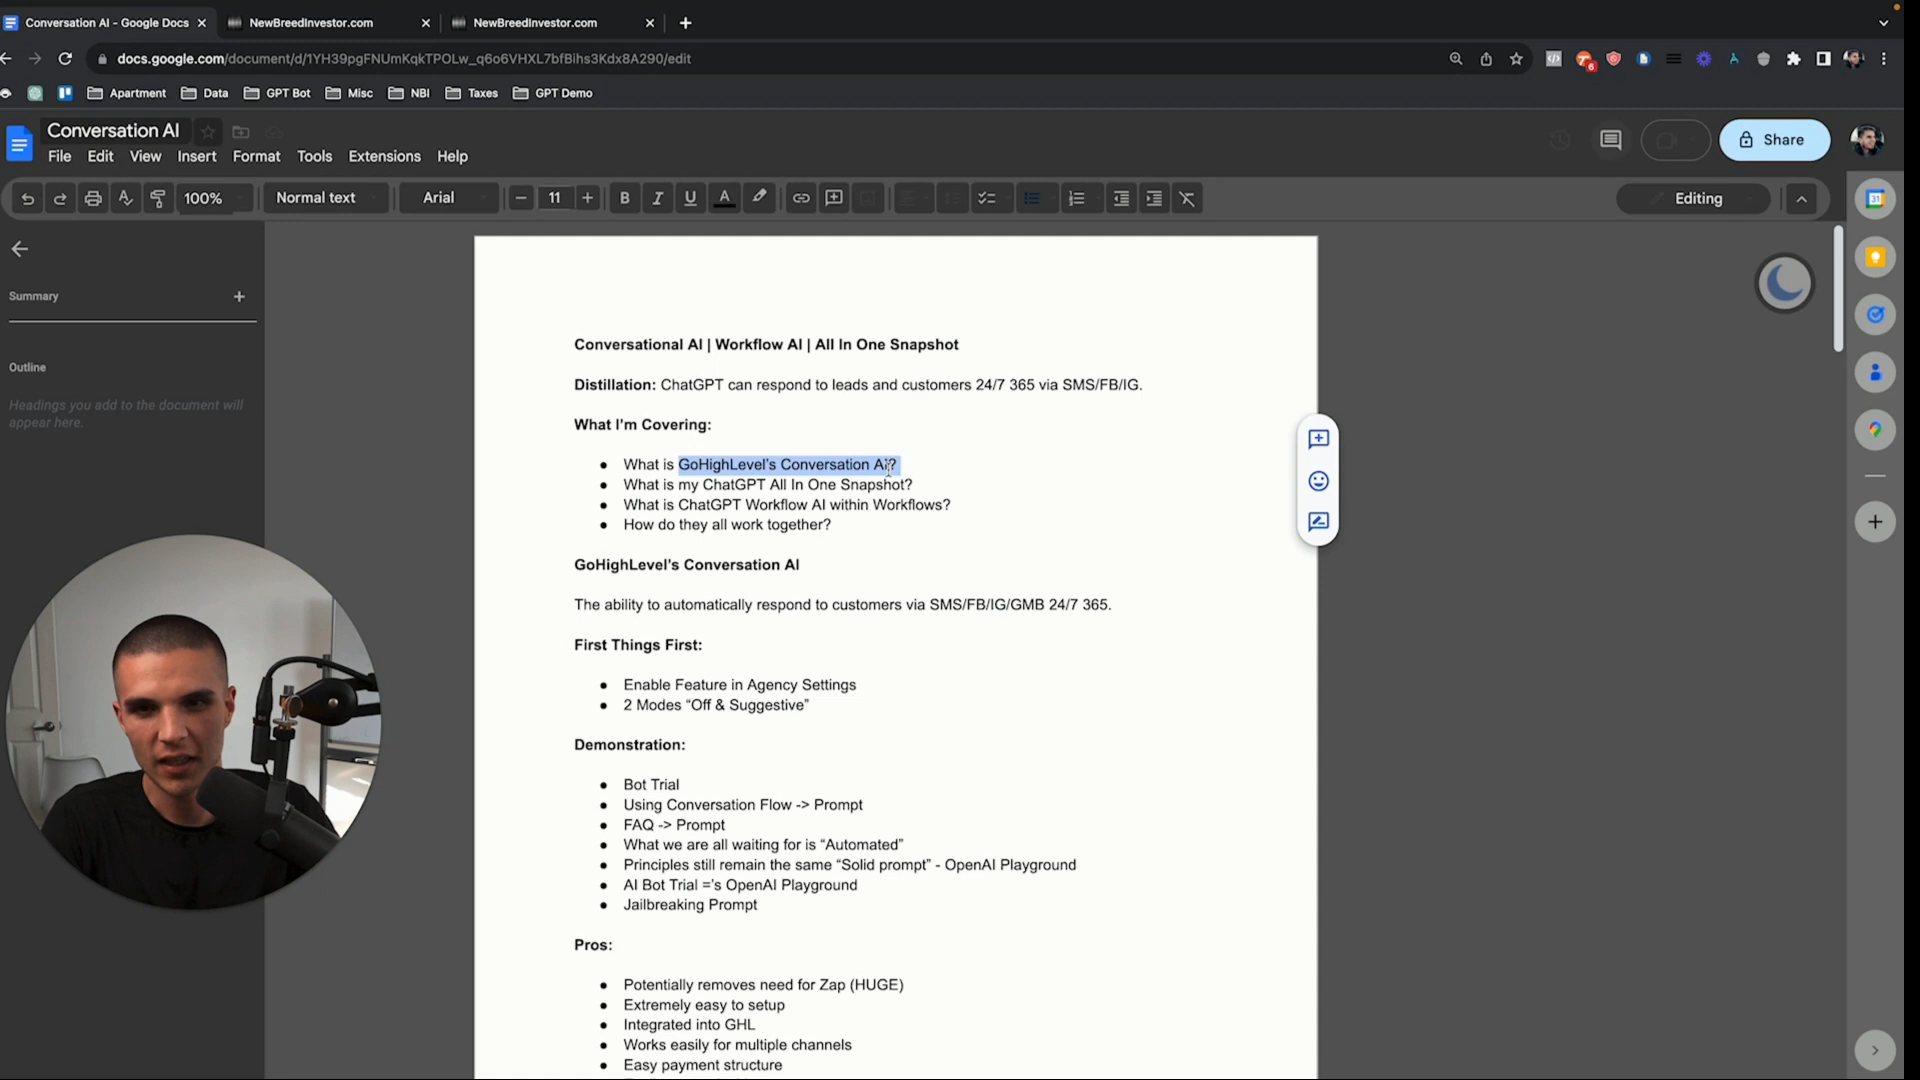 Conversation AI - Google Docs
NewBreedInvestor.com
NewBreedInvestor.com
docs.google.com/document/d/1YH39pgFNUmKqkTPOLw_q6o6VHXL7bfBihs3Kdx8A290/edit
6
Apartment
Data
GPT Bot
Misc
NBI
Taxes
GPT Demo
Conversation AI
File Edit View Insert Format Tools Extensions Help
Share
100%
Normal text
Arial
11
B I U A
Editing
31
Summary
Outline
Headings you add to the document will
appear here.
Conversational AI | Workflow AI | All In One Snapshot
Distillation: ChatGPT can respond to leads and customers 24/7 365 via SMS/FB/IG.
What I'm Covering:
● What is GoHighLevel's Conversation AI?
● What is my ChatGPT All In One Snapshot?
● What is ChatGPT Workflow AI within Workflows?
● How do they all work together?
GoHighLevel's Conversation AI
The ability to automatically respond to customers via SMS/FB/IG/GMB 24/7 365.
First Things First:
● Enable Feature in Agency Settings
● 2 Modes “Off & Suggestive”
Demonstration:
● Bot Trial
● Using Conversation Flow -> Prompt
● FAQ -> Prompt
● What we are all waiting for is “Automated”
● Principles still remain the same “Solid prompt” - OpenAI Playground
● AI Bot Trial ='s OpenAI Playground
● Jailbreaking Prompt
Pros:
● Potentially removes need for Zap (HUGE)
● Extremely easy to setup
● Integrated into GHL
● Works easily for multiple channels
● Easy payment structure